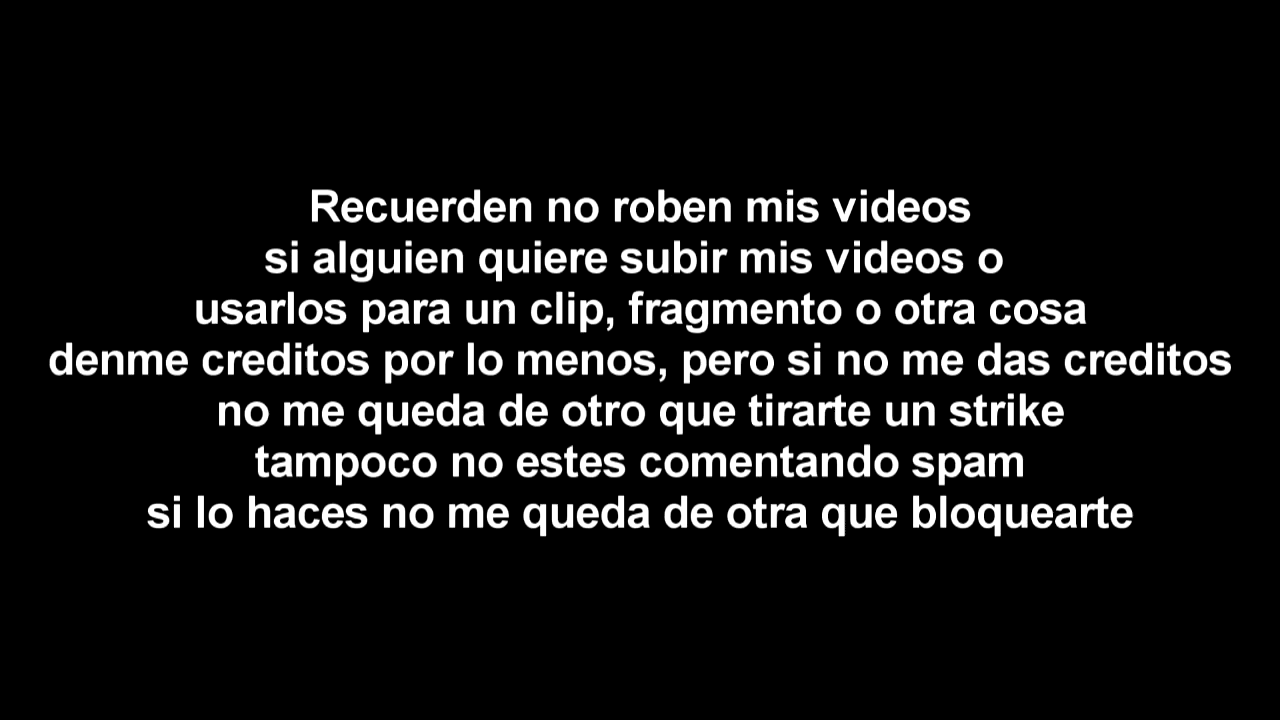 Recuerden no roben mis videos
si alguien quiere subir mis videos o
usarlos para un clip, fragmento o otra cosa
denme creditos por lo menos, pero si no me das creditos
no me queda de otro que tirarte un strike
tampoco no estes comentando spam
si lo haces no me queda de otra que bloquearte